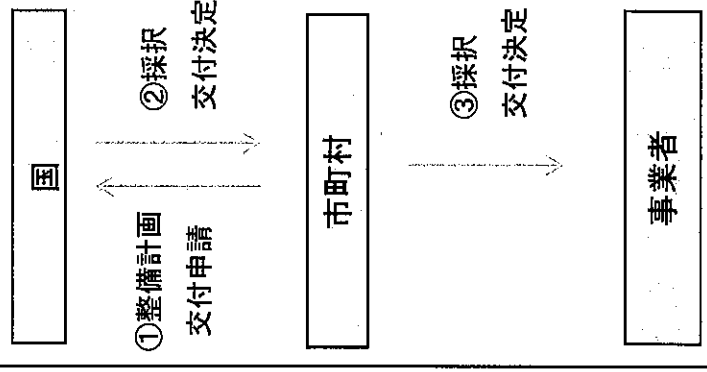 国
①整備計画
交付申請
②採択
交付決定
市町村
③採択
交付決定
事業者